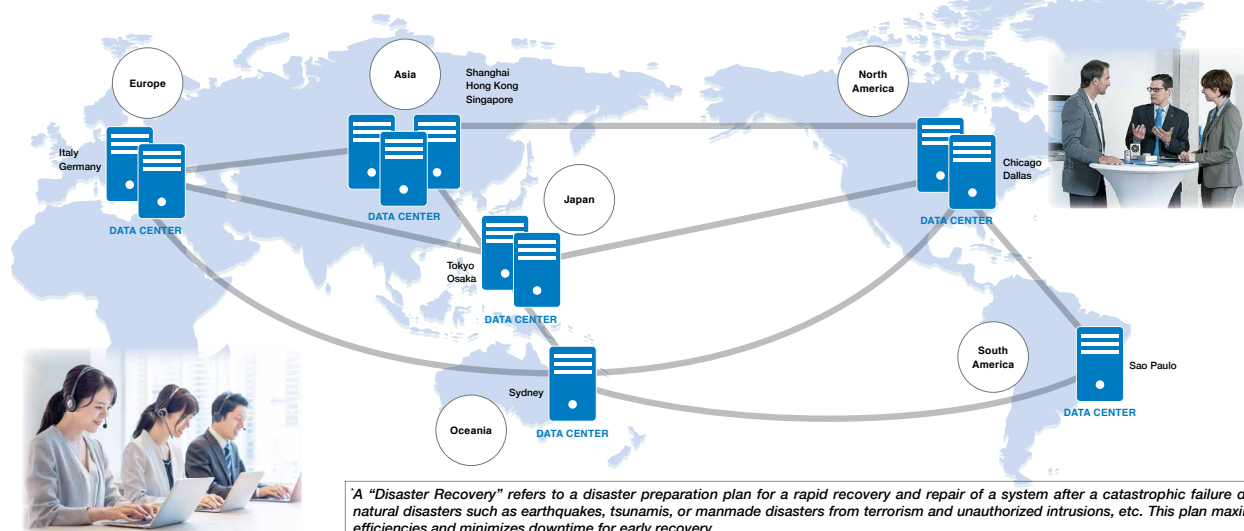 Europe
Italy
Germany
DATA CENTER
Asia
Shanghai
Hong Kong
Singapore
DATA CENTER
Japan
Tokyo
Osaka
DATA CENTER
North
America
Chicago
Dallas
DATA CENTER
Oceania
Sydney
DATA CENTER
South
America
Sao Paulo
DATA CENTER
*A “Disaster Recovery” refers to a disaster preparation plan for a rapid recovery and repair of a system after a catastrophic failure
natural disasters such as earthquakes, tsunamis, or manmade disasters from terrorism and unauthorized intrusions, etc. This plan
efficiencies and minimizes downtime for early recovery.